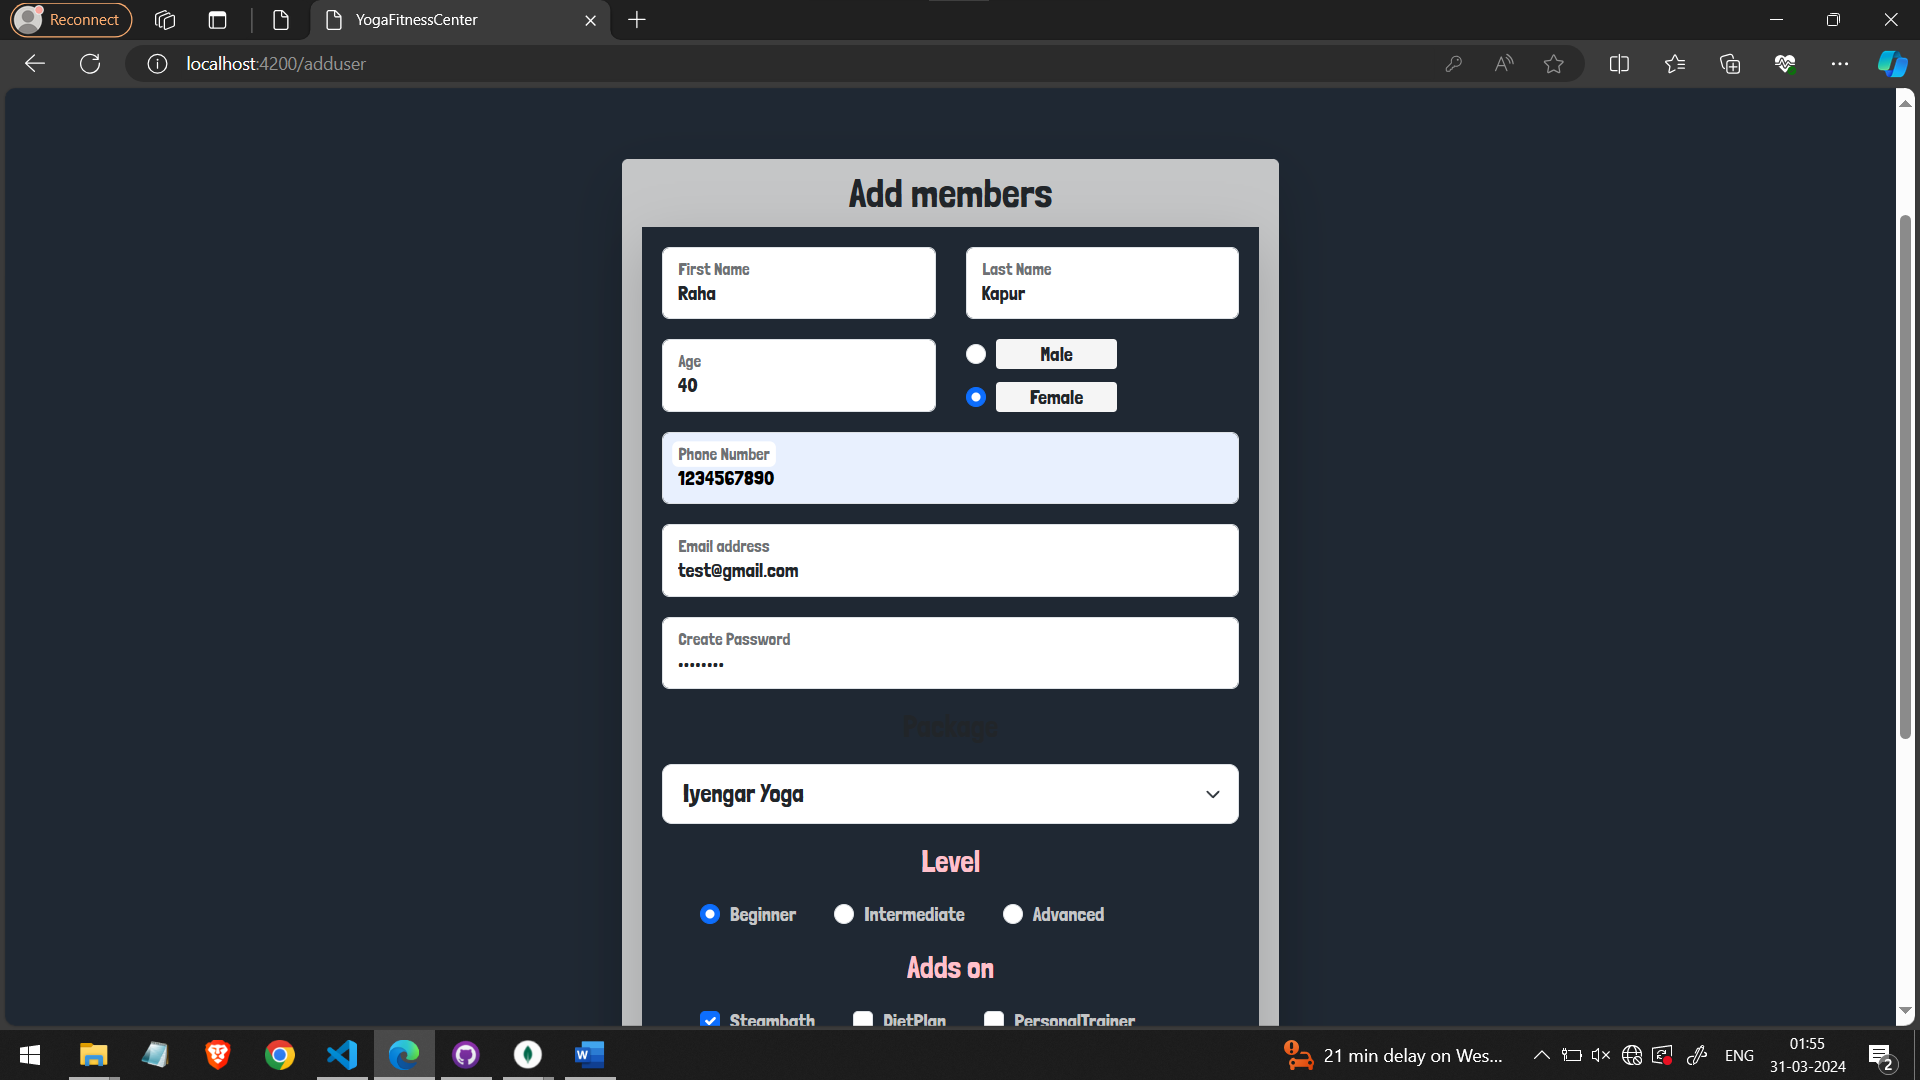 Reconnect
YogaFitnessCenter
localhost:4200/adduser
Add members
First Name
Raha
Last Name
Kapur
Age
40
Male
Female
Phone Number
1234567890
Email address
test@gmail.com
Create Password
••••••••
Package
Iyengar Yoga
Level
Beginner Intermediate Advanced
Adds on
Steambath DietPlan PersonalTrainer
21 min delay on Wes...
ENG
01:55
31-03-2024
2